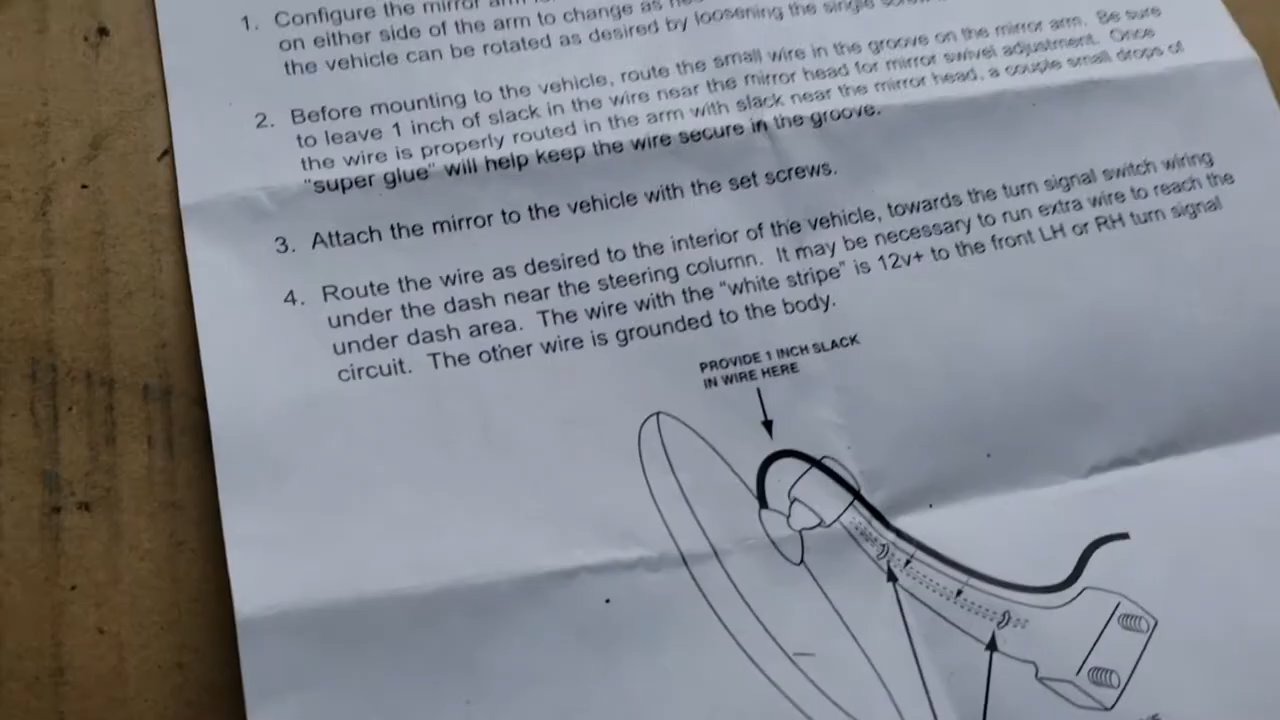 1. Configure the mirror arm
on either side of the arm to change as
the vehicle can be rotated as desired by loosening the single
2. Before mounting to the vehicle, route the small wire in the groove on the mirror arm. Be sure
to leave 1 inch of slack in the wire near the mirror head for mirror swivel adjustment. Once
the wire is properly routed in the arm with slack near the mirror head, a couple small drops of
"super glue" will help keep the wire secure in the groove.
3. Attach the mirror to the vehicle with the set screws.
4. Route the wire as desired to the interior of the vehicle, towards the turn signal switch wiring
under the dash near the steering column. It may be necessary to run extra wire to reach the
under dash area. The wire with the "white stripe" is 12v+ to the front LH or RH turn signal
circuit. The other wire is grounded to the body.
PROVIDE 1 INCH SLACK
IN WIRE HERE